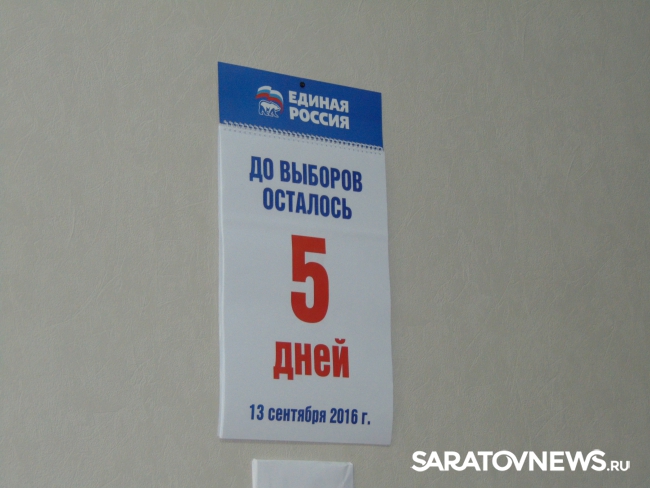 ЕДИНАЯ
РОССИЯ
ДО ВЫБОРОВ
ОСТАЛОСЬ
5
дней
13 сентября 2016 г.
SARATOVNEWS.RU